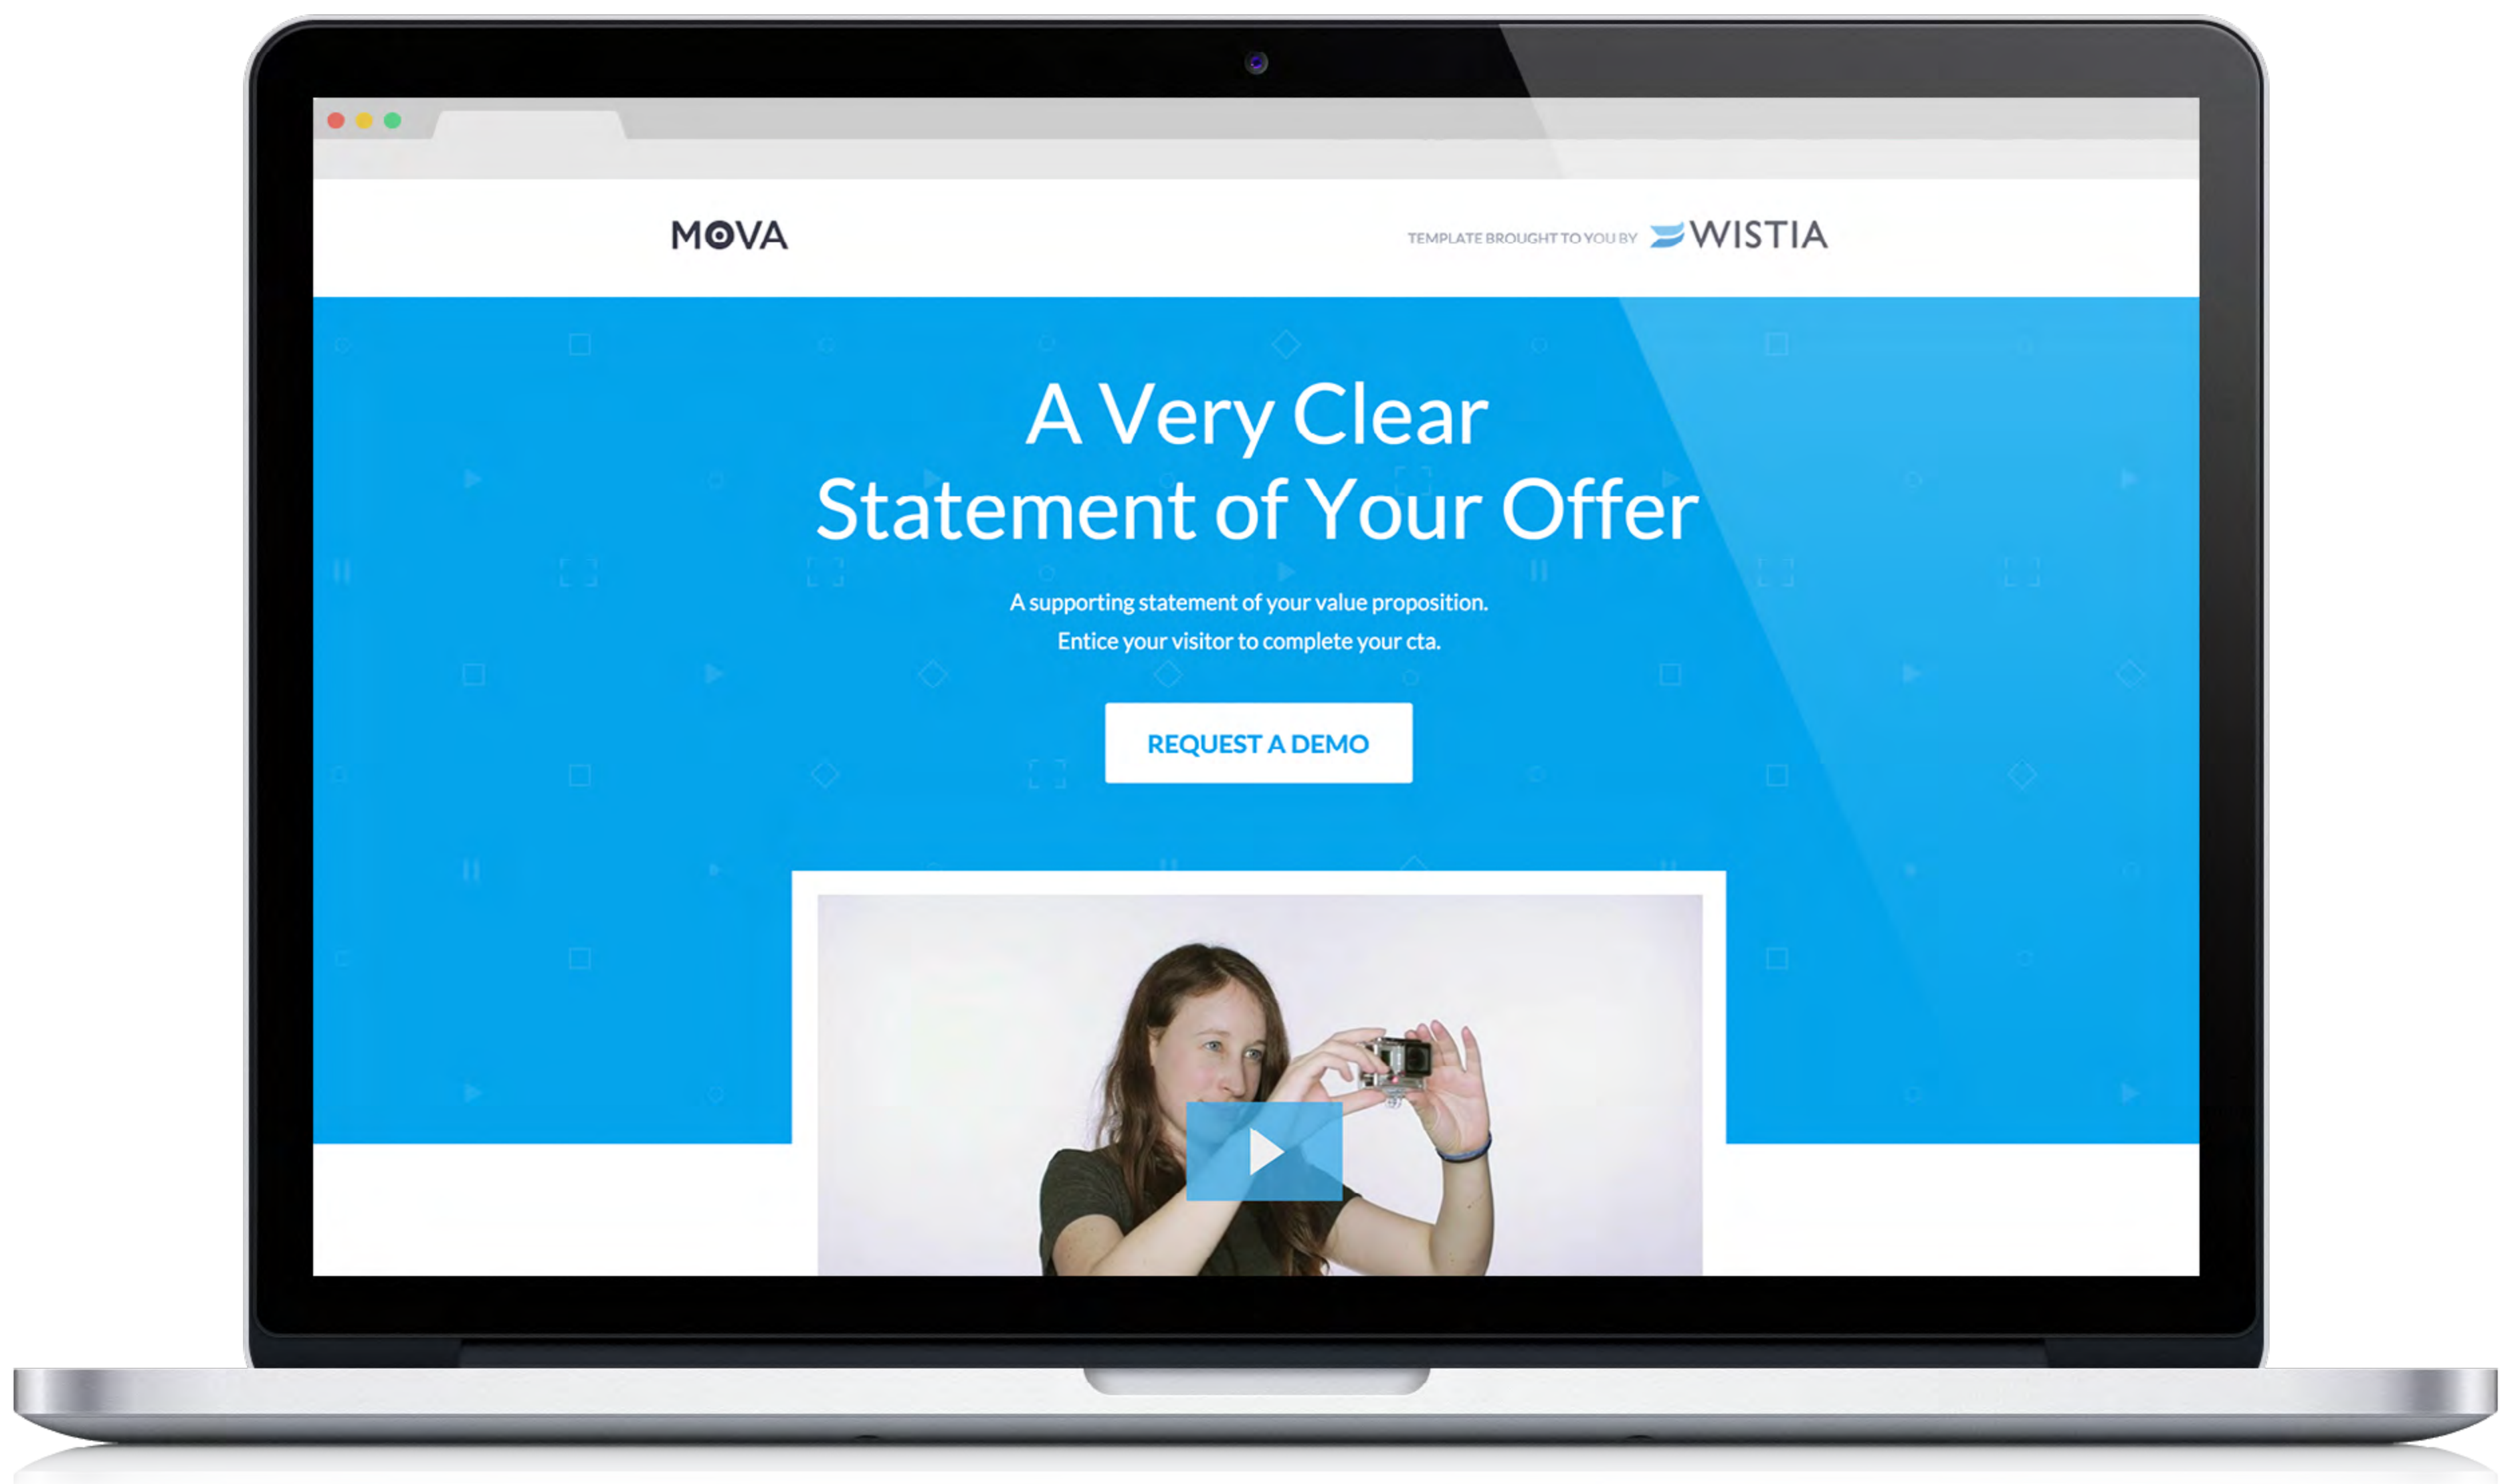 MOVA
TEMPLATE BROUGHT TO YOU BY WISTIA
A Very Clear
Statement of Your Offer
A supporting statement of your value proposition.
Entice your visitor to complete your cta.
REQUEST A DEMO